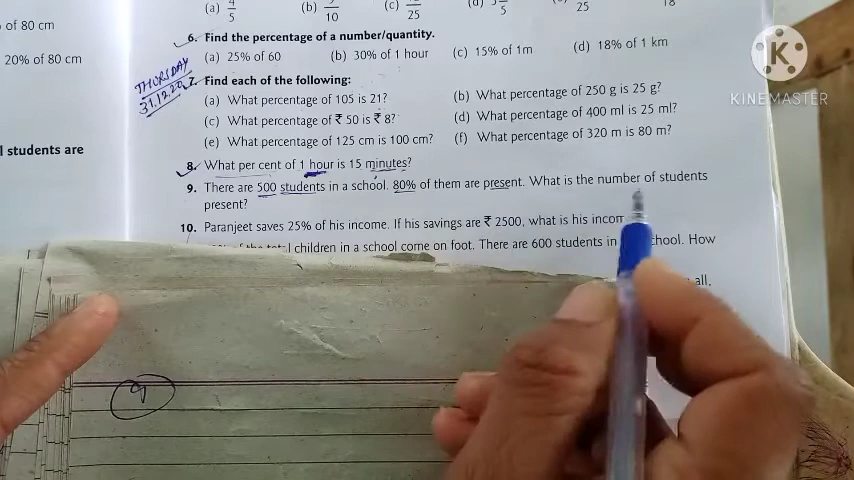 (a) 4/5 (b) /10 (c) /25 (d) /5 25 18
of 80 cm
6. Find the percentage of a number/quantity.
20% of 80 cm
(a) 25% of 60 (b) 30% of 1 hour (c) 15% of 1m (d) 18% of 1 km
THURSDAY
31.12.20
7. Find each of the following:
(a) What percentage of 105 is 21? (b) What percentage of 250 g is 25 g?
(c) What percentage of ₹ 50 is ₹ 8? (d) What percentage of 400 ml is 25 ml?
(e) What percentage of 125 cm is 100 cm? (f) What percentage of 320 m is 80 m?
students are
8. What per cent of 1 hour is 15 minutes?
9. There are 500 students in a school. 80% of them are present. What is the number of students
present?
10. Paranjeet saves 25% of his income. If his savings are ₹ 2500, what is his incom
children in a school come on foot. There are 600 students in school. How
all.
9
K
KINEMASTER